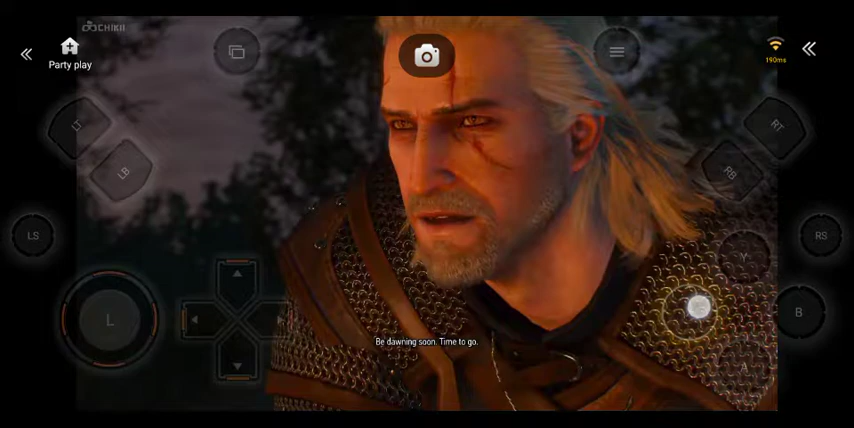 CHIKII
Party play
190ms
LT
LB
RT
RB
LS
RS
Y
L
B
A
Be dawning soon. Time to go.